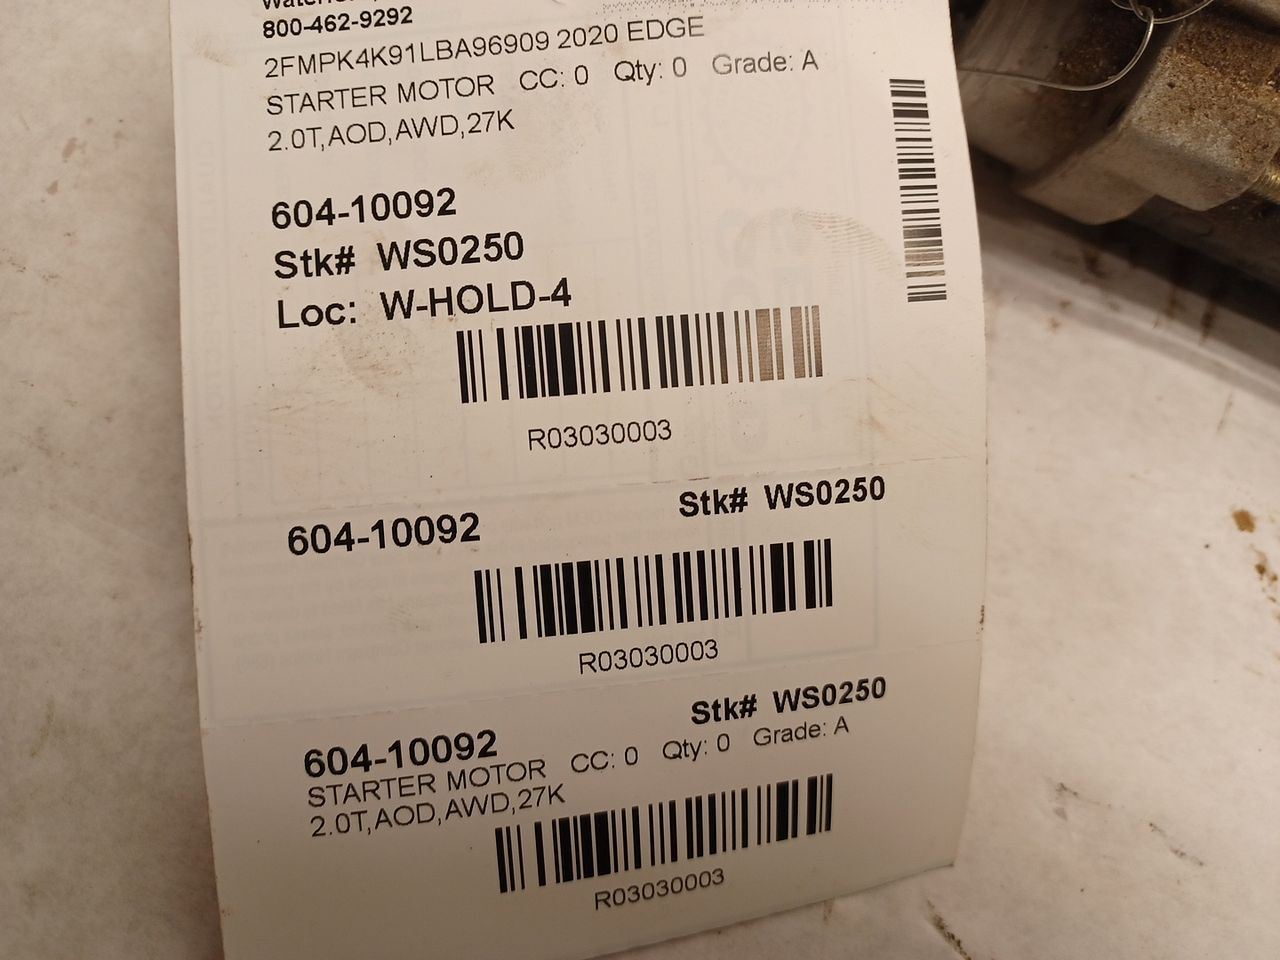 800-462-9292
2FMPK4K91LBA96909 2020 EDGE
STARTER MOTOR CC: 0 Qty: 0 Grade: A
2.0T,AOD,AWD,27K
604-10092
Stk# WS0250
Loc: W-HOLD-4
R03030003
604-10092 Stk# WS0250
R03030003
604-10092 Stk# WS0250
STARTER MOTOR CC: 0 Qty: 0 Grade: A
2.0T,AOD,AWD,27K
R03030003